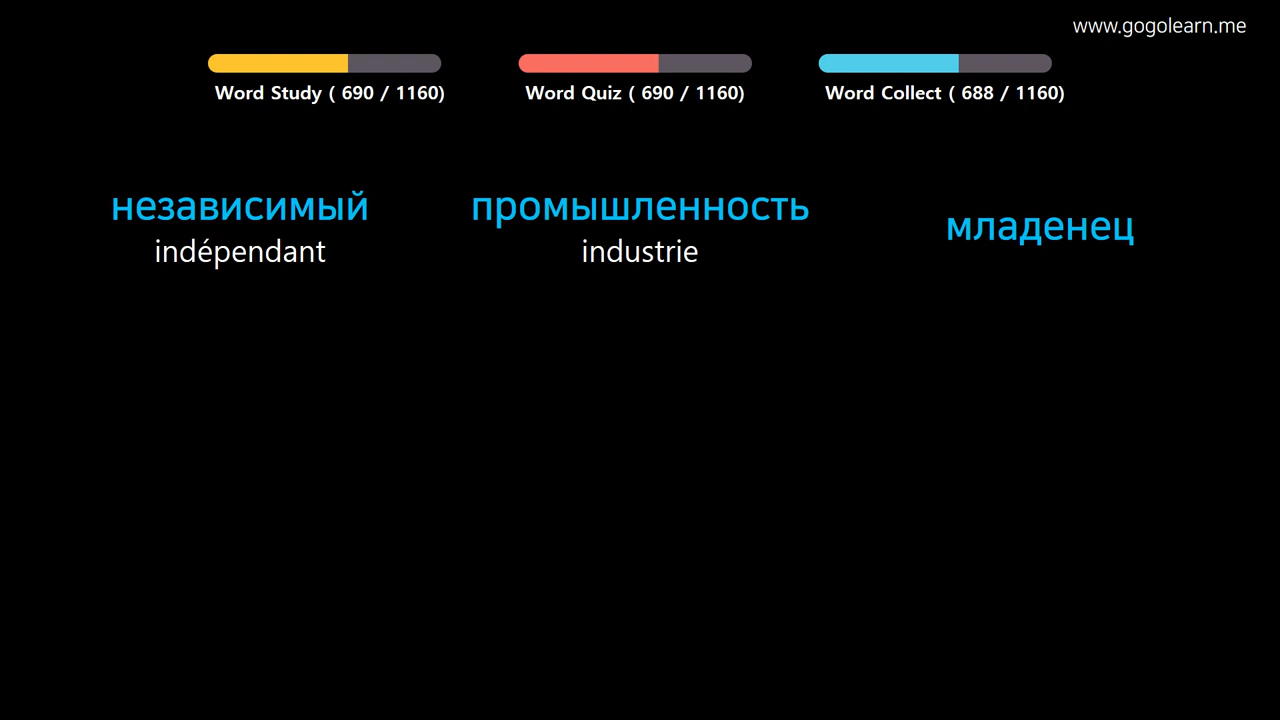 www.gogolearn.me
Word Study ( 690 / 1160)
Word Quiz ( 690 / 1160)
Word Collect ( 688 / 1160)
независимый
indépendant
промышленность
industrie
младенец